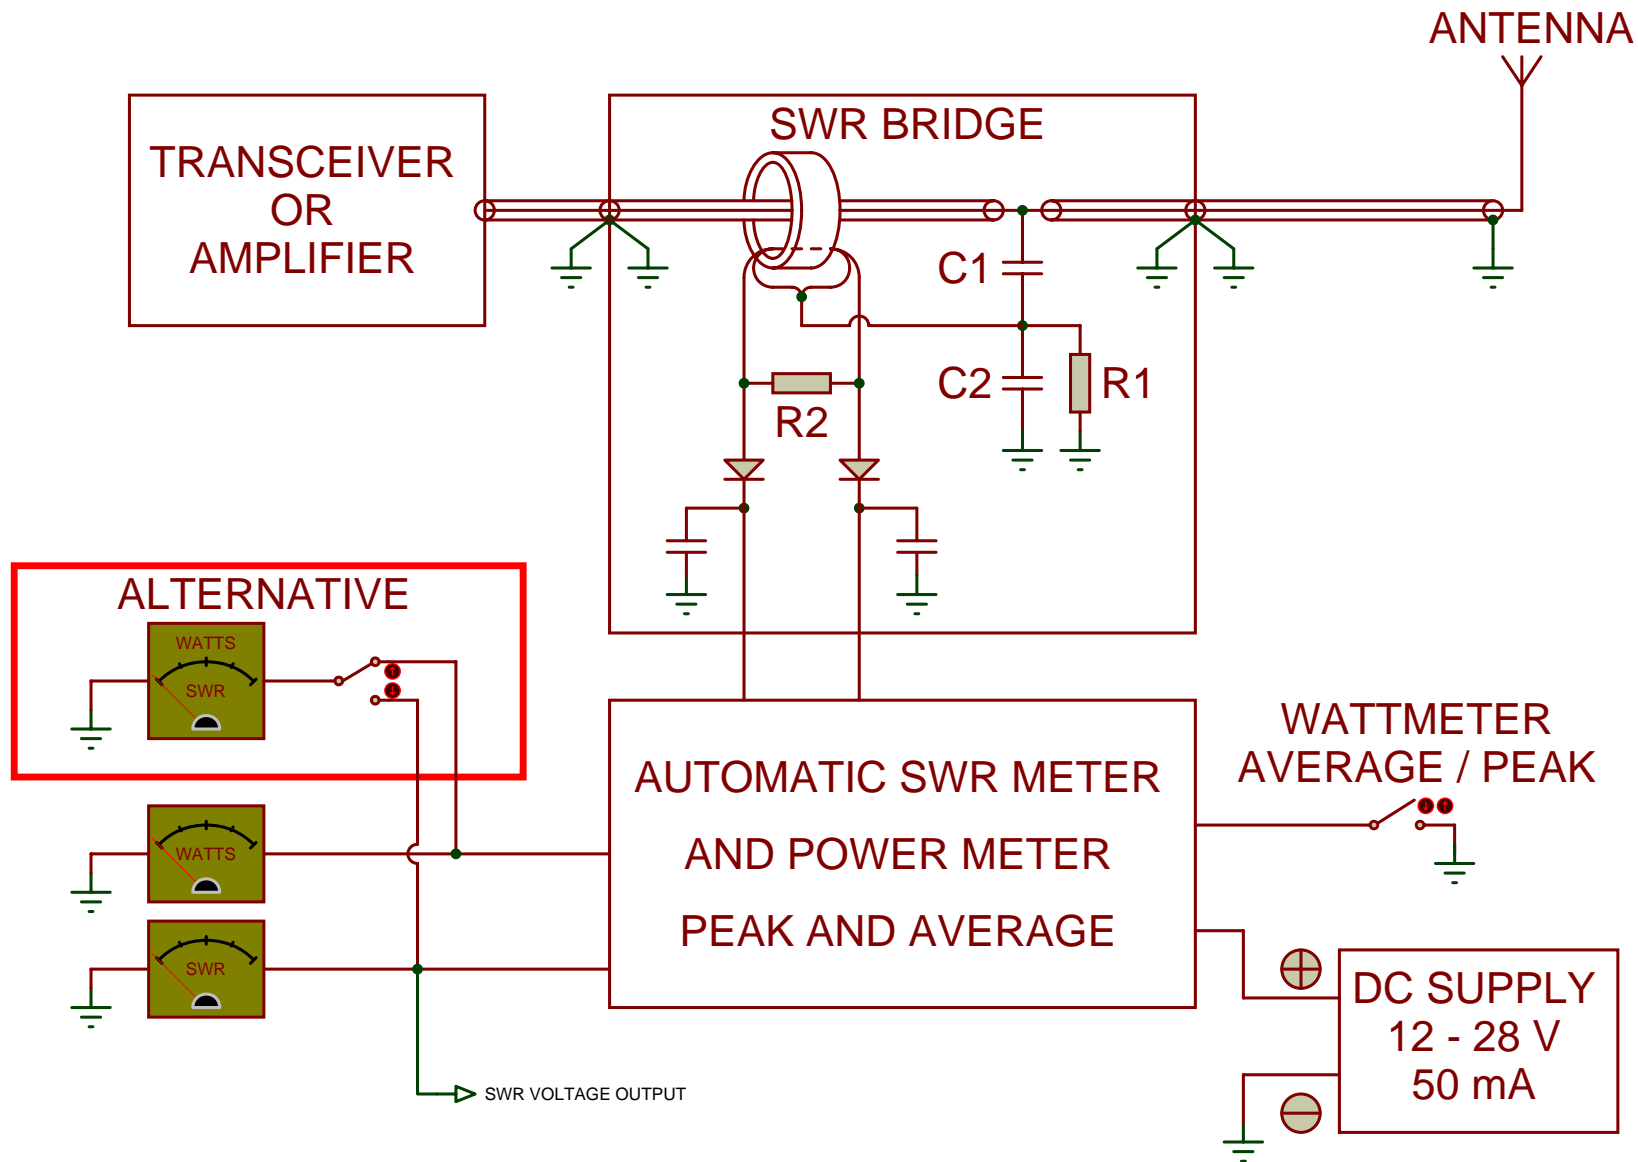 ANTENNA
TRANSCEIVER
OR
AMPLIFIER
SWR BRIDGE
C1
C2
R1
R2
ALTERNATIVE
WATTS
SWR
WATTS
SWR
AUTOMATIC SWR METER
AND POWER METER
PEAK AND AVERAGE
WATTMETER
AVERAGE / PEAK
DC SUPPLY
12 - 28 V
50 mA
SWR VOLTAGE OUTPUT